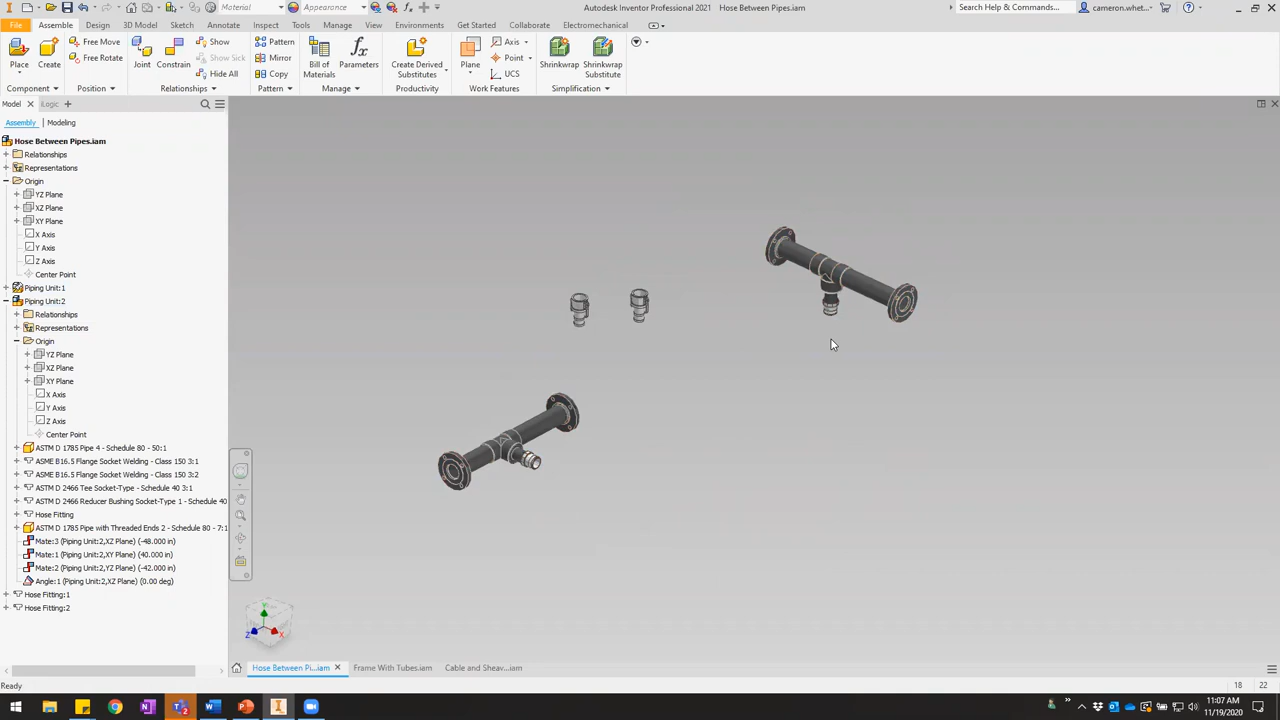 Material
Appearance
Autodesk Inventor Professional 2021 Hose Between Pipes.iam
Search Help & Commands...
cameron.whet...
File Assemble Design 3D Model Sketch Annotate Inspect Tools Manage View Environments Get Started Collaborate Electromechanical
Place
Create
Free Move
Free Rotate
Joint
Constrain
Show
Show Sick
Hide All
Pattern
Mirror
Copy
Bill of Materials
Parameters
Create Derived Substitutes
Plane
Axis
Point
UCS
Shrinkwrap
Shrinkwrap Substitute
Component Position Relationships Pattern Manage Productivity Work Features Simplification
Model iLogic
Assembly Modeling
Hose Between Pipes.iam
Relationships
Representations
Origin
YZ Plane
XZ Plane
XY Plane
X Axis
Y Axis
Z Axis
Center Point
Piping Unit:1
Piping Unit:2
Relationships
Representations
Origin
YZ Plane
XZ Plane
XY Plane
X Axis
Y Axis
Z Axis
Center Point
ASTM D 1785 Pipe 4 - Schedule 80 - 50:1
ASME B16.5 Flange Socket Welding - Class 150 3:1
ASME B16.5 Flange Socket Welding - Class 150 3:2
ASTM D 2466 Tee Socket-Type - Schedule 40 3:1
ASTM D 2466 Reducer Bushing Socket-Type 1 - Schedule 40
Hose Fitting
ASTM D 1785 Pipe with Threaded Ends 2 - Schedule 80 - 7:1
Mate:3 (Piping Unit:2,XZ Plane) (-48.000 in)
Mate:1 (Piping Unit:2,XY Plane) (40.000 in)
Mate:2 (Piping Unit:2,YZ Plane) (-42.000 in)
Angle:1 (Piping Unit:2,XZ Plane) (0.00 deg)
Hose Fitting:1
Hose Fitting:2
Y
Z X
Hose Between Pi...iam Frame With Tubes.iam Cable and Sheav...iam
Ready
18 22
11:07 AM
11/19/2020